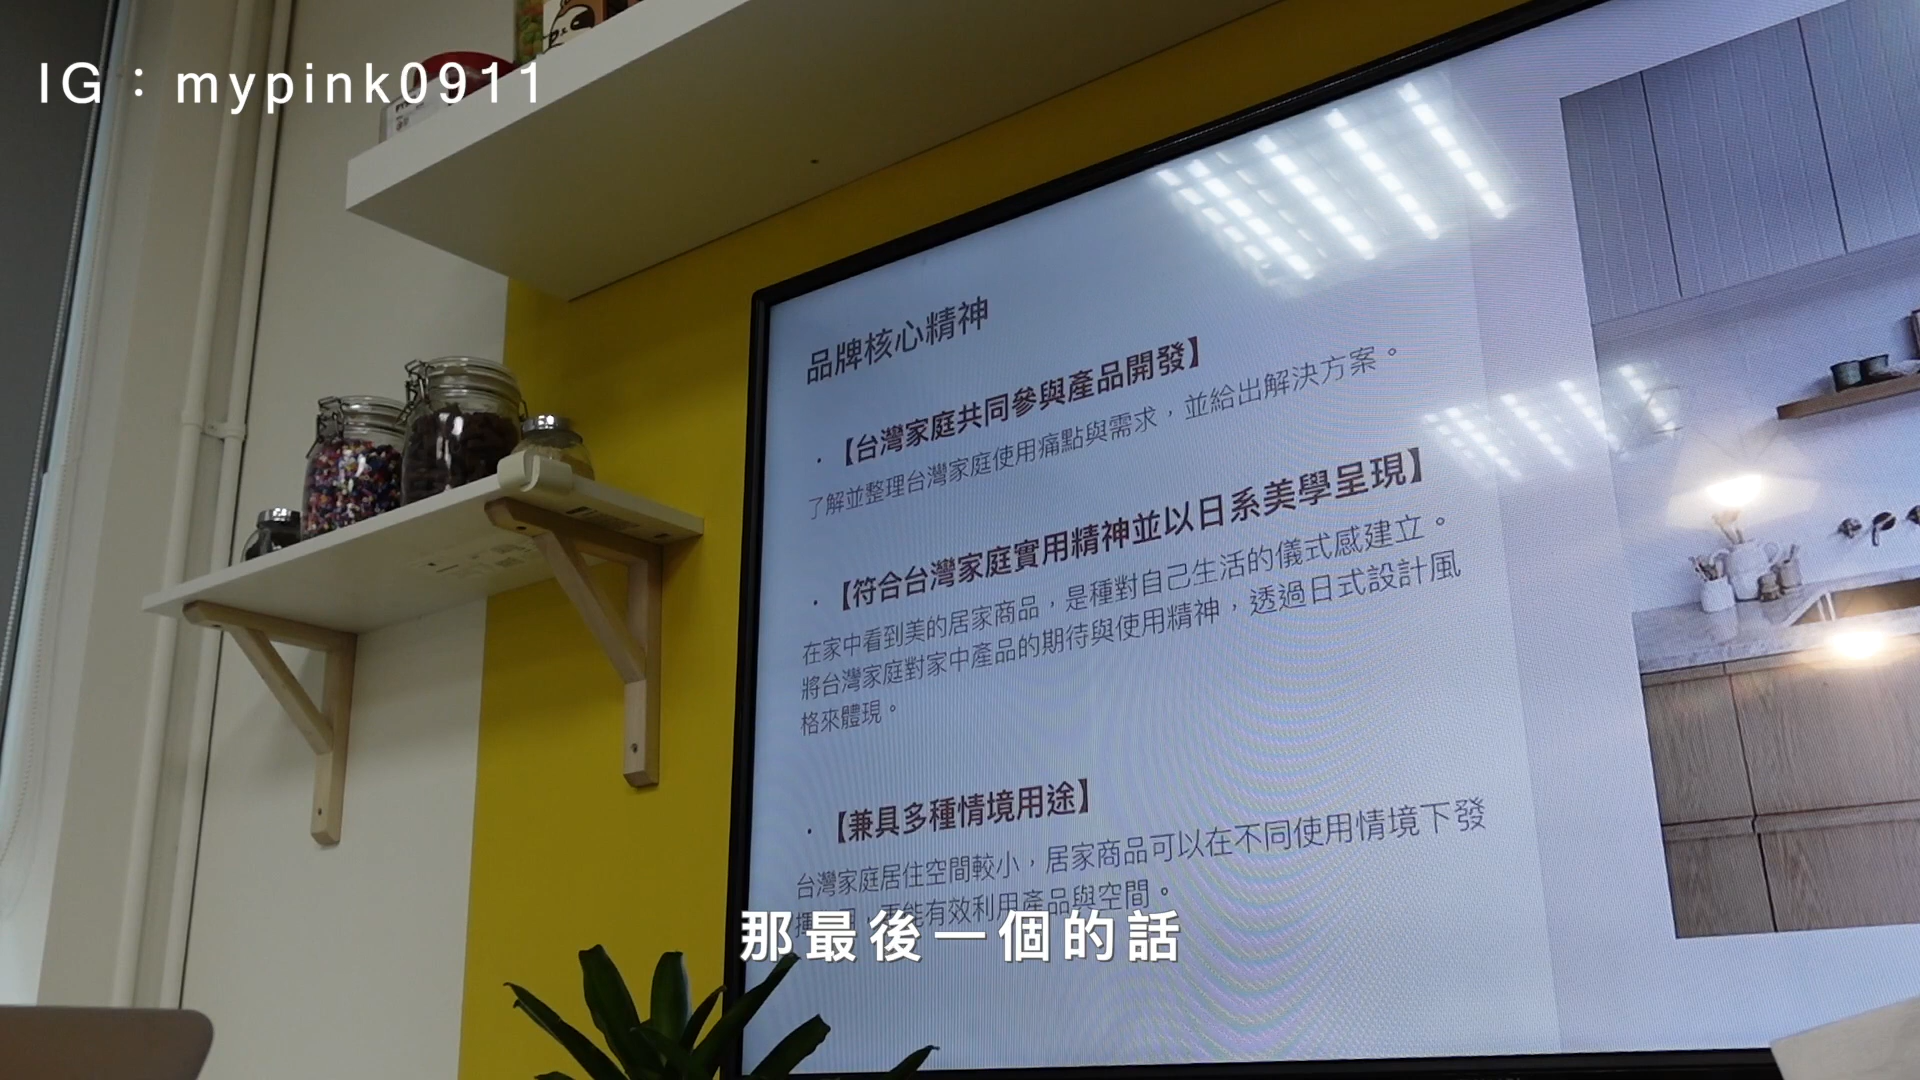 IG：mypink0911
品牌核心精神
．【台灣家庭共同參與產品開發】
了解並整理台灣家庭使用痛點與需求，並給出解決方案。
．【符合台灣家庭實用精神並以日系美學呈現】
在家中看到美的居家商品，是種對自己生活的儀式感建立。
將台灣家庭對家中產品的期待與使用精神，透過日式設計風
格來體現。
．【兼具多種情境用途】
台灣家庭居住空間較小，居家商品可以在不同使用情境下發
能有效利用產品與空間。
那最後一個的話